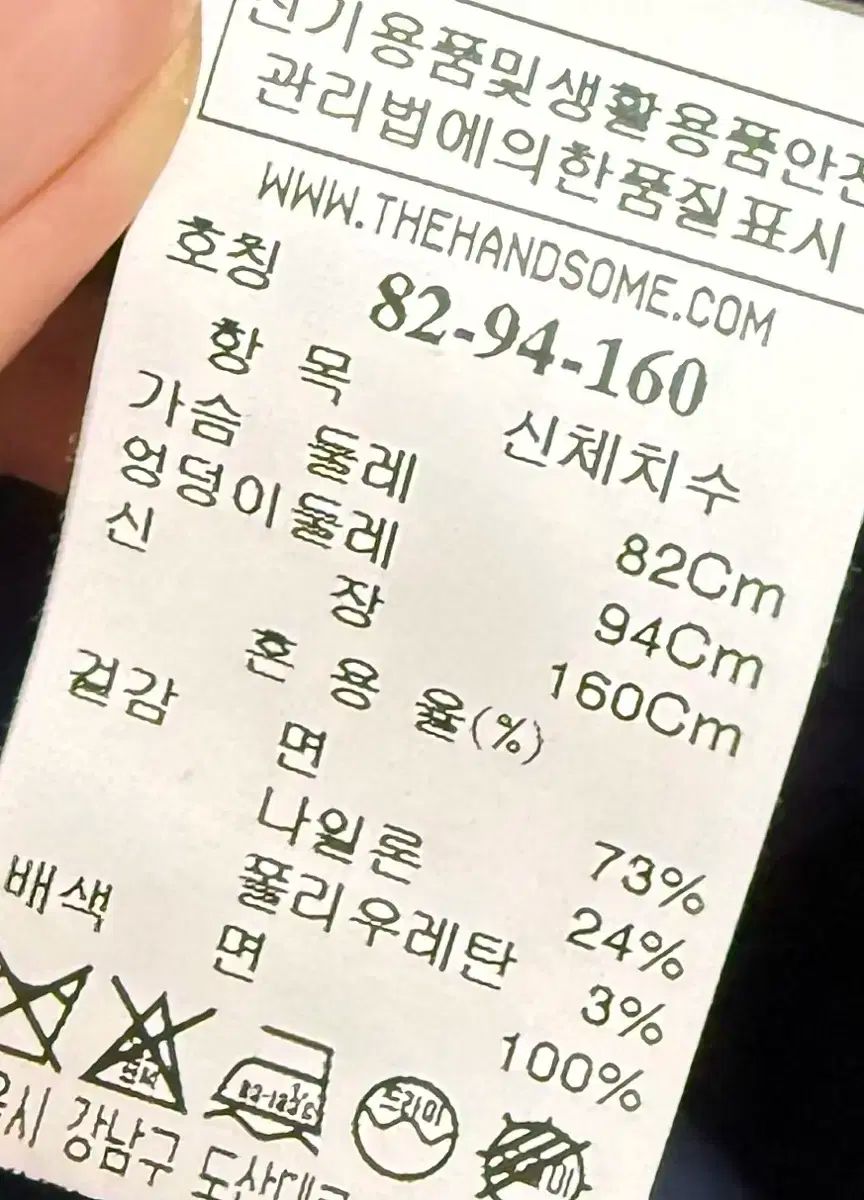 전기용품및생활용품안전
관리법에의한품질표시
WWW.THEHANDSOME.COM
호칭 82-94-160
항 목 신체치수
가슴 둘레 82Cm
엉덩이둘레 94Cm
신 장 160Cm
혼 용 율(%)
겉감 면 73%
나일론 24%
폴리우레탄 3%
배색 면 100%
드라이
강남구 도산대